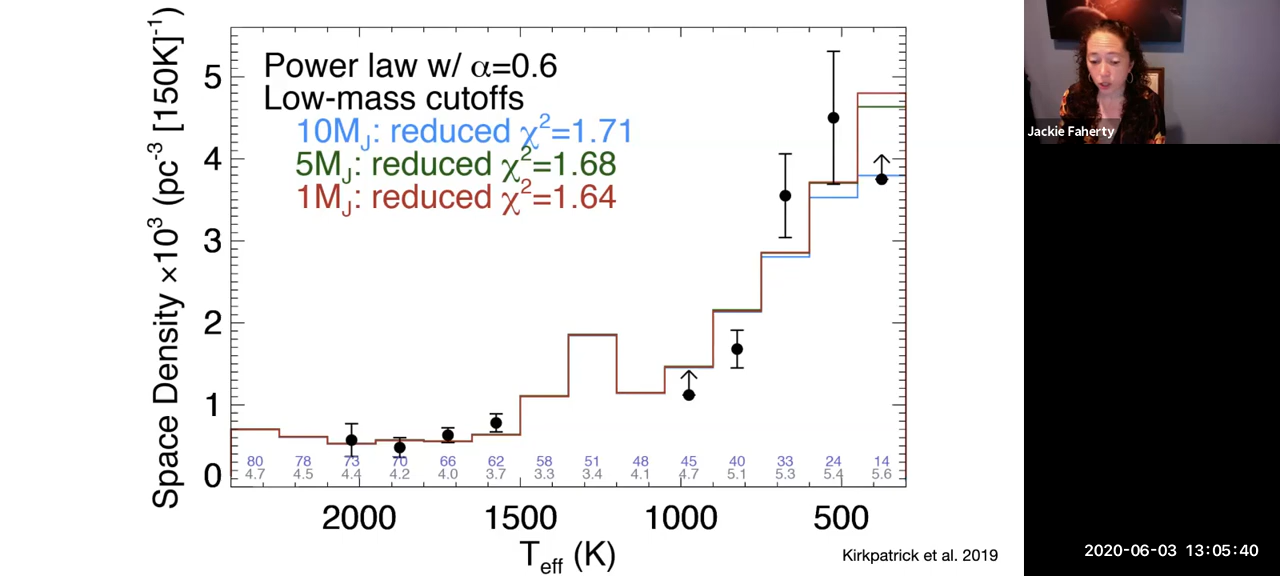 Power law w/ α=0.6
Low-mass cutoffs
10M_J: reduced χ²=1.71
5M_J: reduced χ²=1.68
1M_J: reduced χ²=1.64
Space Density ×10³ (pc⁻³ [150K]⁻¹)
5
4
3
2
1
0
80 78 73 70 66 62 58 51 48 45 40 33 24 14
4.7 4.5 4.4 4.2 4.0 3.7 3.3 3.4 4.1 4.7 5.1 5.3 5.4 5.6
2000 1500 1000 500
T_eff (K)
Kirkpatrick et al. 2019
Jackie Faherty
2020-06-03 13:05:40